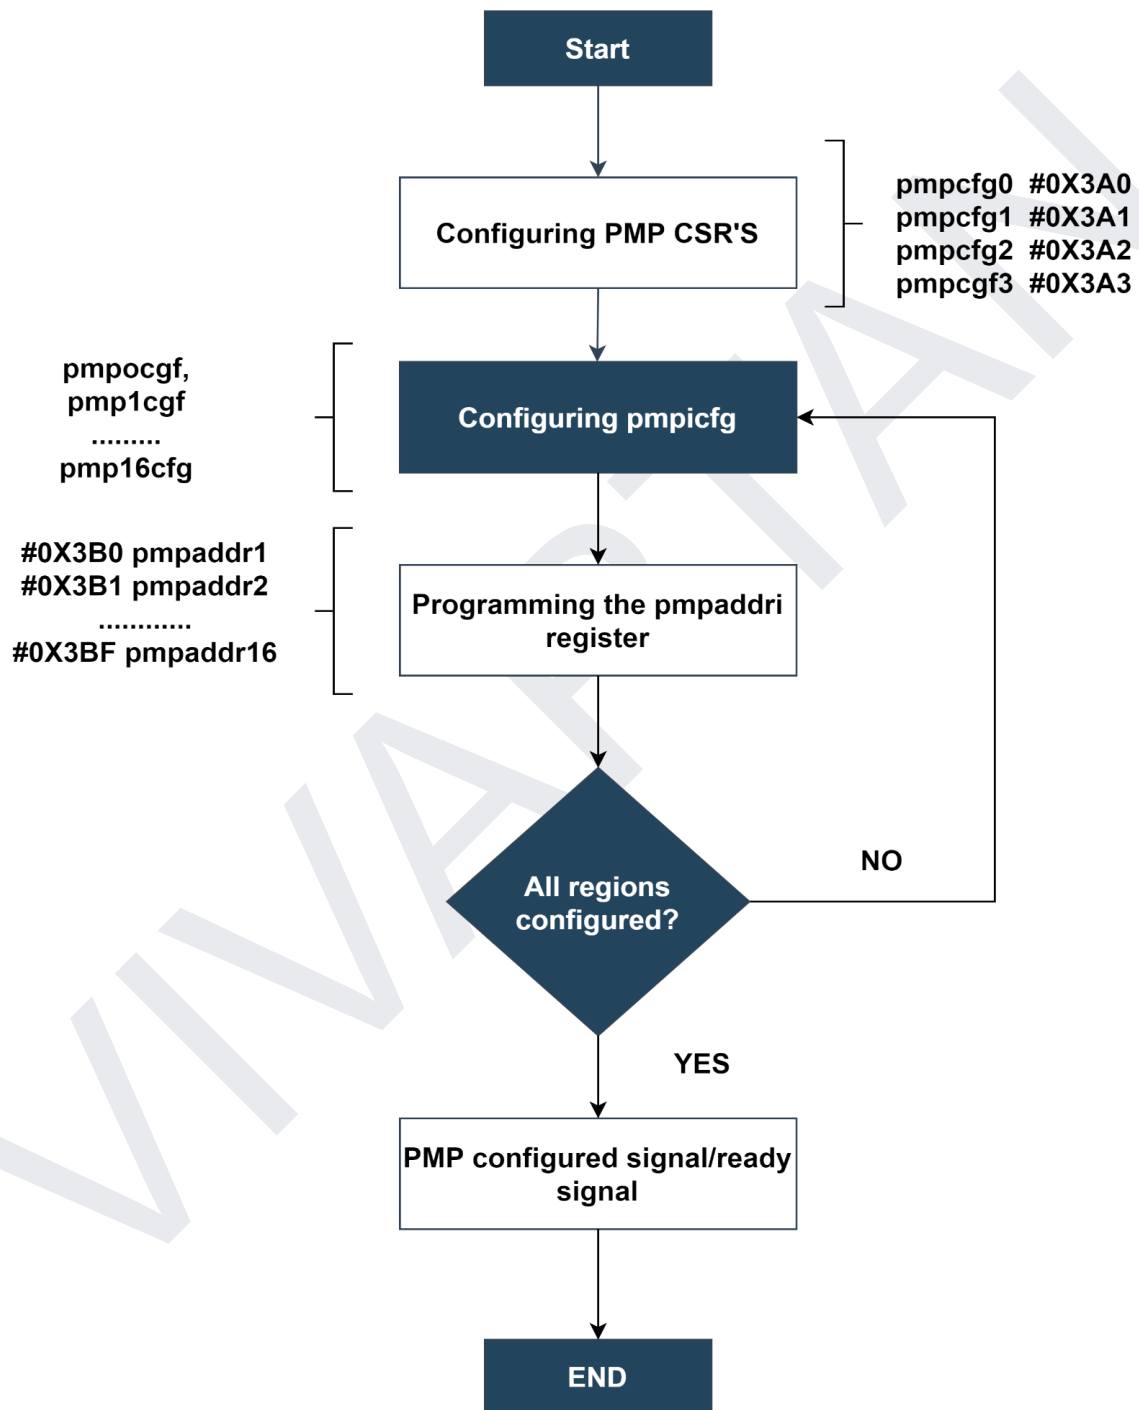 Start
Configuring PMP CSR'S
pmpcfg0 #0X3A0
pmpcfg1 #0X3A1
pmpcfg2 #0X3A2
pmpcgf3 #0X3A3
pmpocgf,
pmp1cgf
.........
pmp16cfg
Configuring pmpicfg
#0X3B0 pmpaddr1
#0X3B1 pmpaddr2
............
#0X3BF pmpaddr16
Programming the pmpaddri
register
All regions
configured?
NO
YES
PMP configured signal/ready
signal
END
VIVARTAN